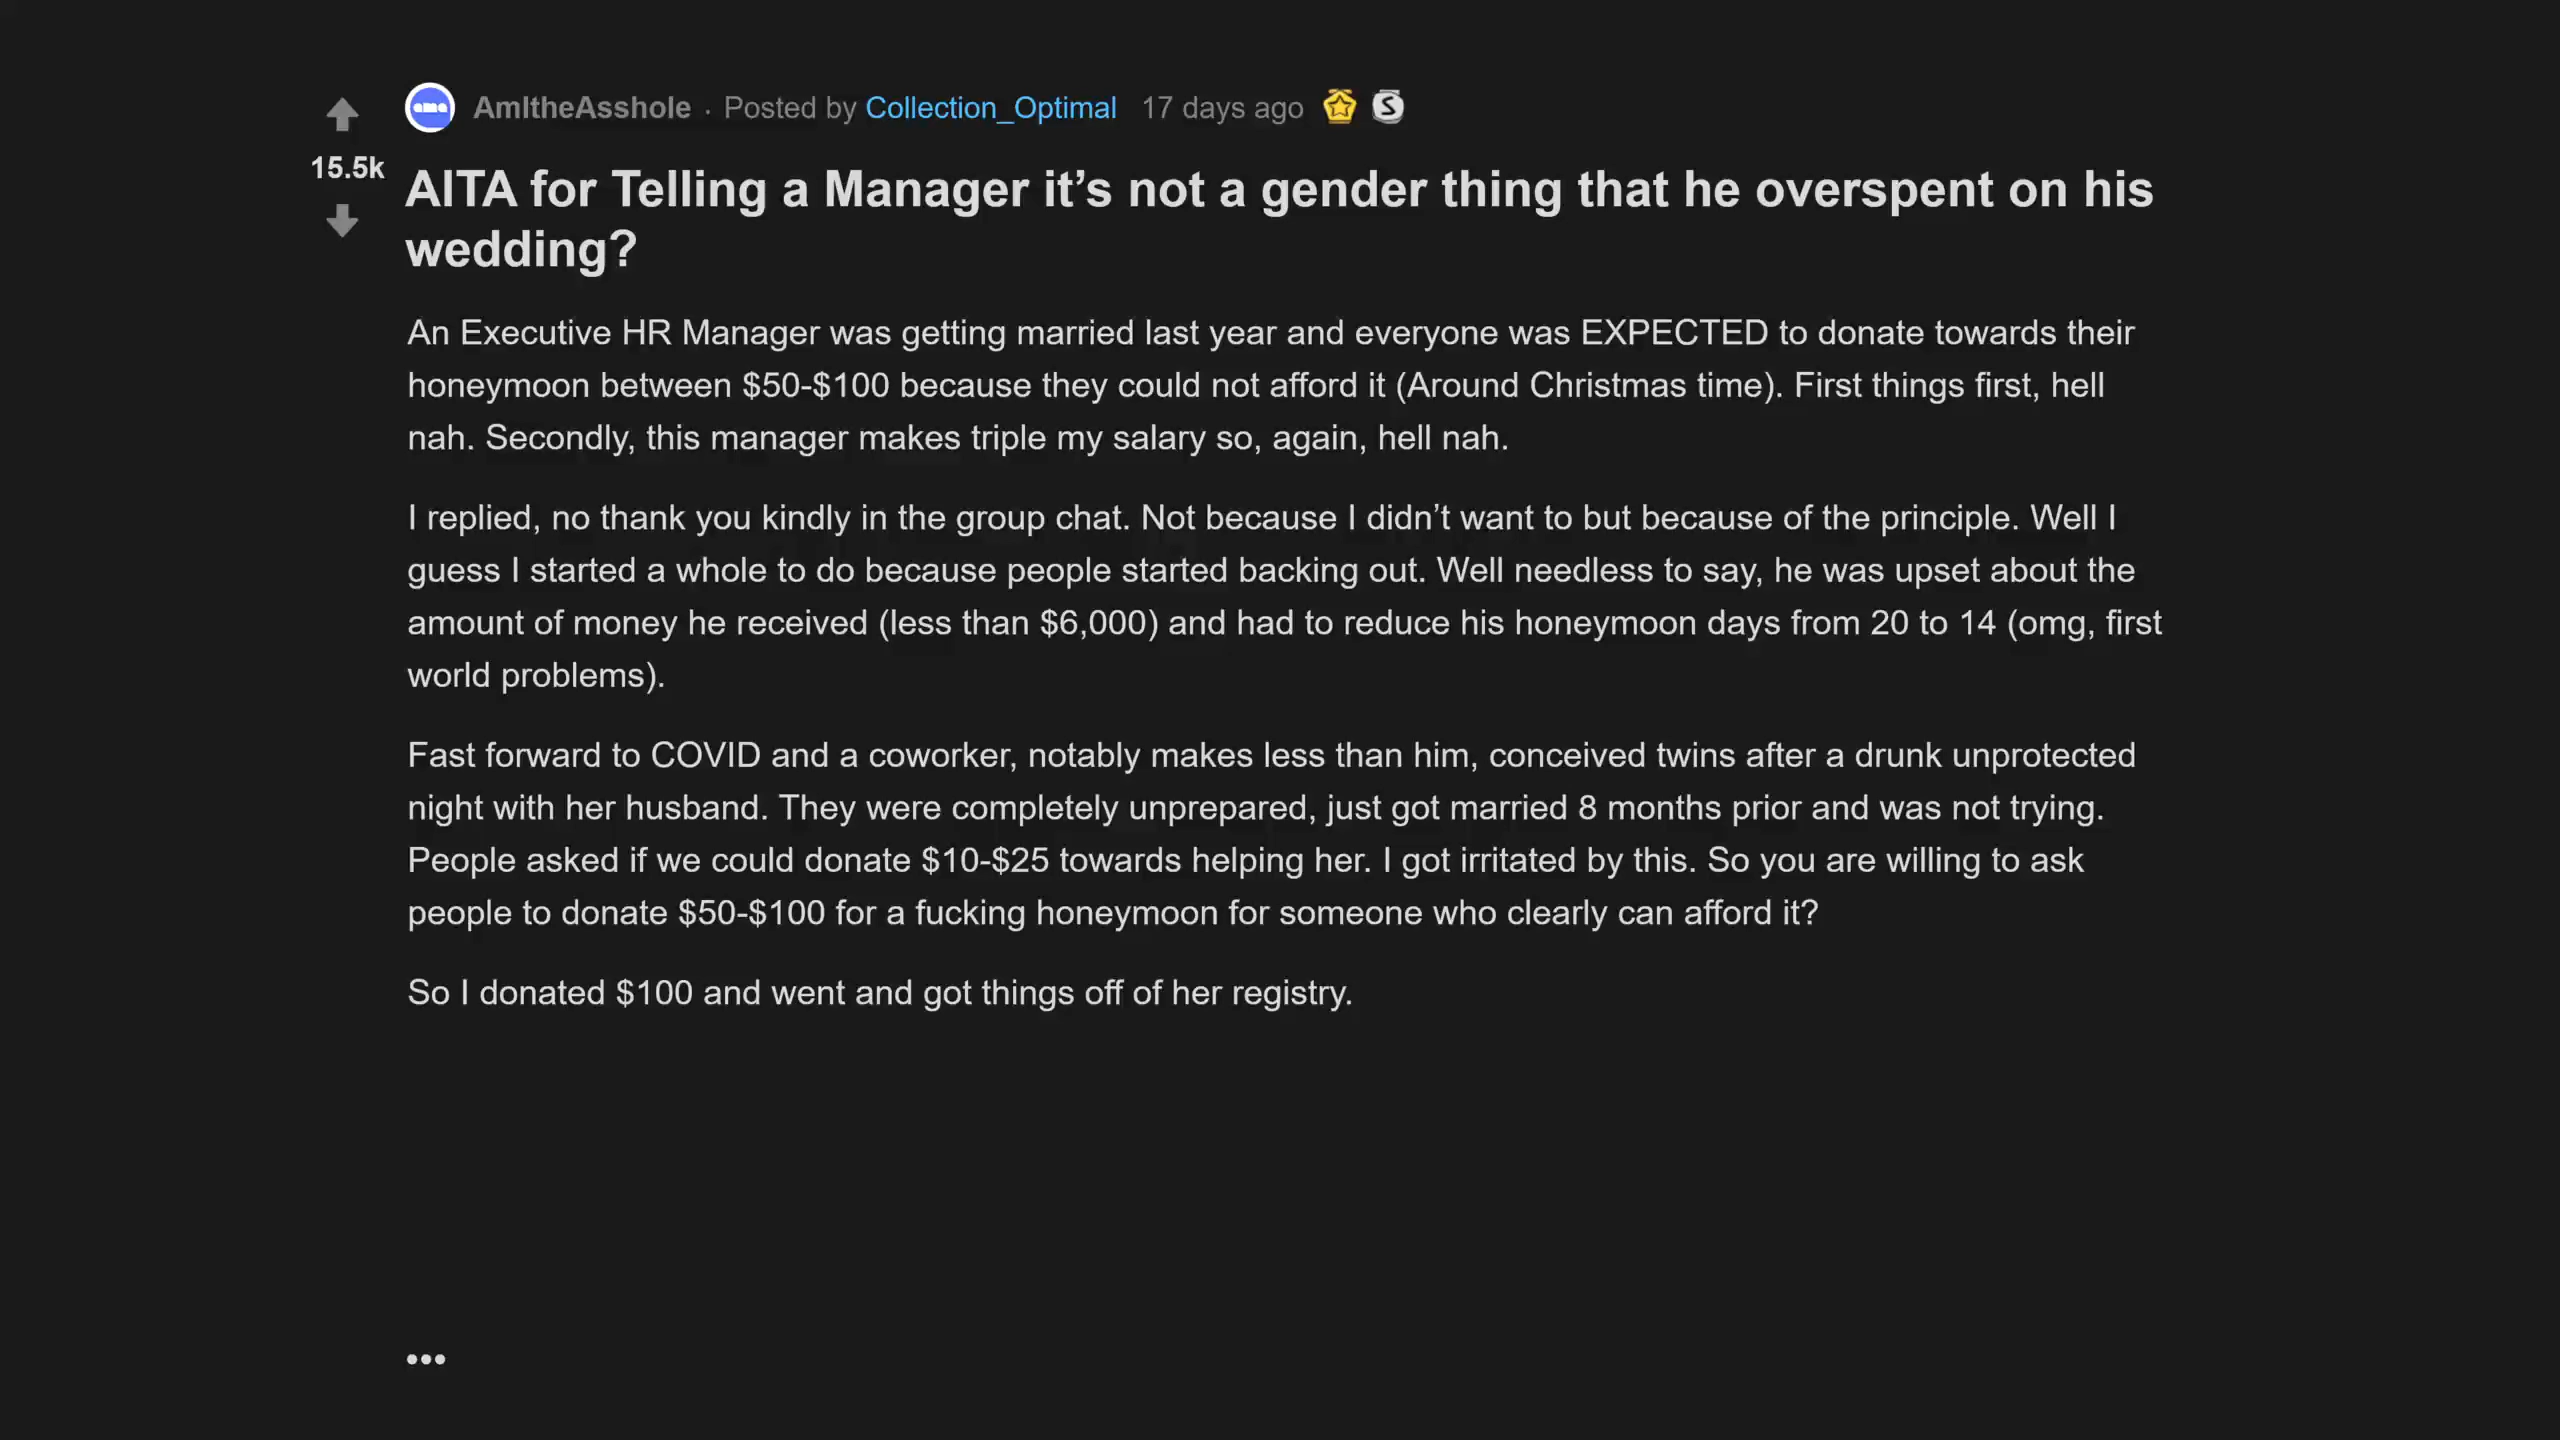 AmItheAsshole · Posted by Collection_Optimal 17 days ago
15.5k
AITA for Telling a Manager it’s not a gender thing that he overspent on his
wedding?
An Executive HR Manager was getting married last year and everyone was EXPECTED to donate towards their
honeymoon between $50-$100 because they could not afford it (Around Christmas time). First things first, hell
nah. Secondly, this manager makes triple my salary so, again, hell nah.
I replied, no thank you kindly in the group chat. Not because I didn’t want to but because of the principle. Well I
guess I started a whole to do because people started backing out. Well needless to say, he was upset about the
amount of money he received (less than $6,000) and had to reduce his honeymoon days from 20 to 14 (omg, first
world problems).
Fast forward to COVID and a coworker, notably makes less than him, conceived twins after a drunk unprotected
night with her husband. They were completely unprepared, just got married 8 months prior and was not trying.
People asked if we could donate $10-$25 towards helping her. I got irritated by this. So you are willing to ask
people to donate $50-$100 for a fucking honeymoon for someone who clearly can afford it?
So I donated $100 and went and got things off of her registry.
•••